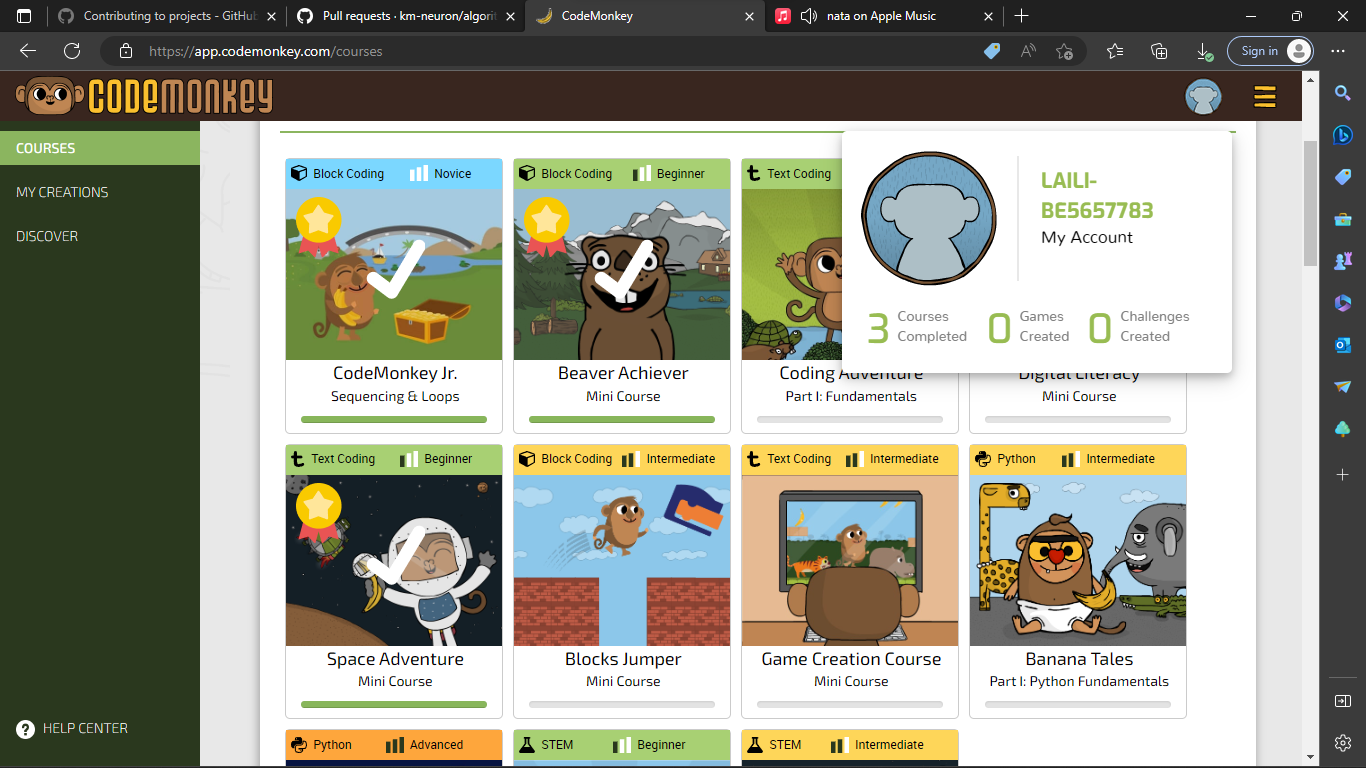 Contributing to projects - GitHub
Pull requests · km-neuron/algori
CodeMonkey
nata on Apple Music
https://app.codemonkey.com/courses
Sign in
CODEMONKEY
COURSES
MY CREATIONS
DISCOVER
HELP CENTER
LAILI-
BE5657783
My Account
3 Courses Completed
0 Games Created
0 Challenges Created
Block Coding Novice
CodeMonkey Jr.
Sequencing & Loops
Block Coding Beginner
Beaver Achiever
Mini Course
Text Coding
Coding Adventure
Part I: Fundamentals
Digital Literacy
Mini Course
Text Coding Beginner
Space Adventure
Mini Course
Block Coding Intermediate
Blocks Jumper
Mini Course
Text Coding Intermediate
Game Creation Course
Mini Course
Python Intermediate
Banana Tales
Part I: Python Fundamentals
Python Advanced
STEM Beginner
STEM Intermediate